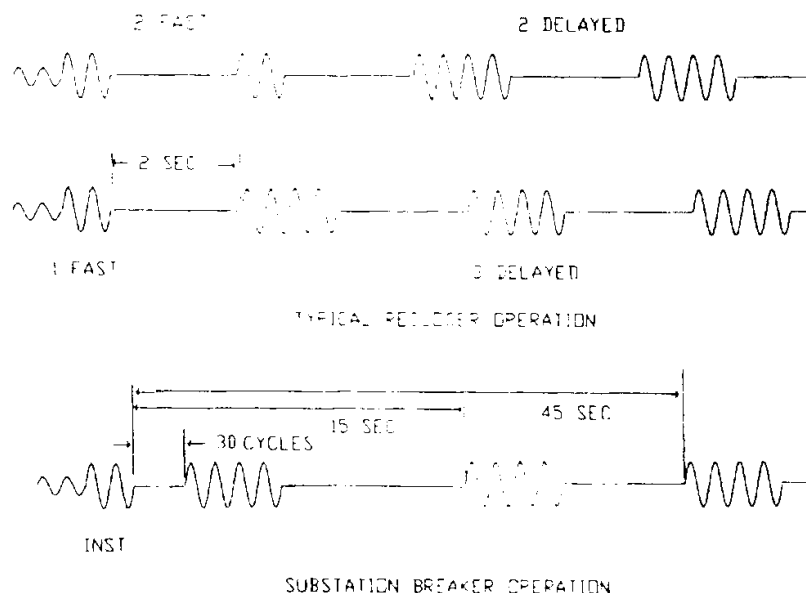 2 FAST
2 DELAYED
2 SEC
1 FAST
3 DELAYED
TYPICAL RECLOSER OPERATION
45 SEC
15 SEC
30 CYCLES
INST
SUBSTATION BREAKER OPERATION